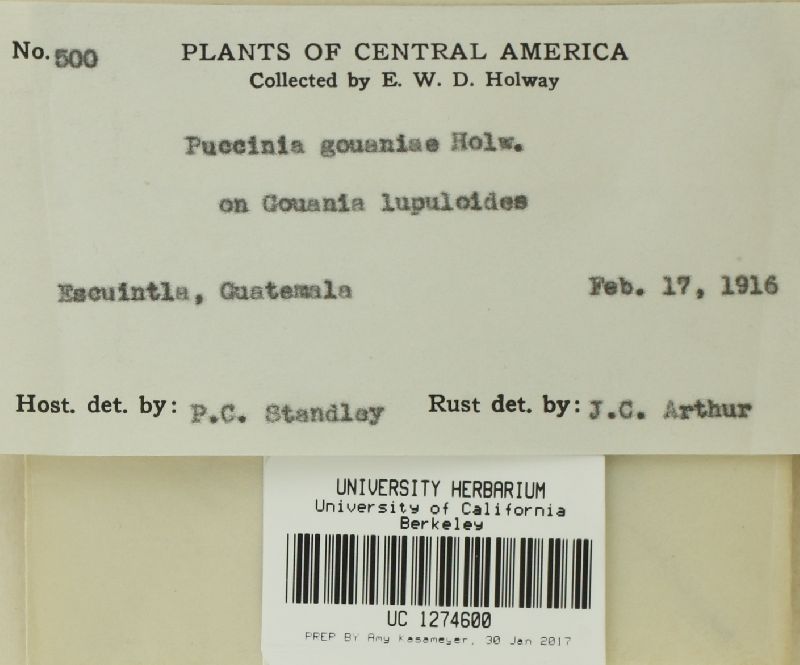 No. 500 PLANTS OF CENTRAL AMERICA
Collected by E. W. D. Holway
Puccinia gouaniae Holw.
on Gouania lupuloides
Escuintla, Guatemala Feb. 17, 1916
Host. det. by: P.C. Standley Rust det. by: J.C. Arthur
UNIVERSITY HERBARIUM
University of California
Berkeley
UC 1274600
PREP BY Amy Kasameyer, 30 Jan 2017